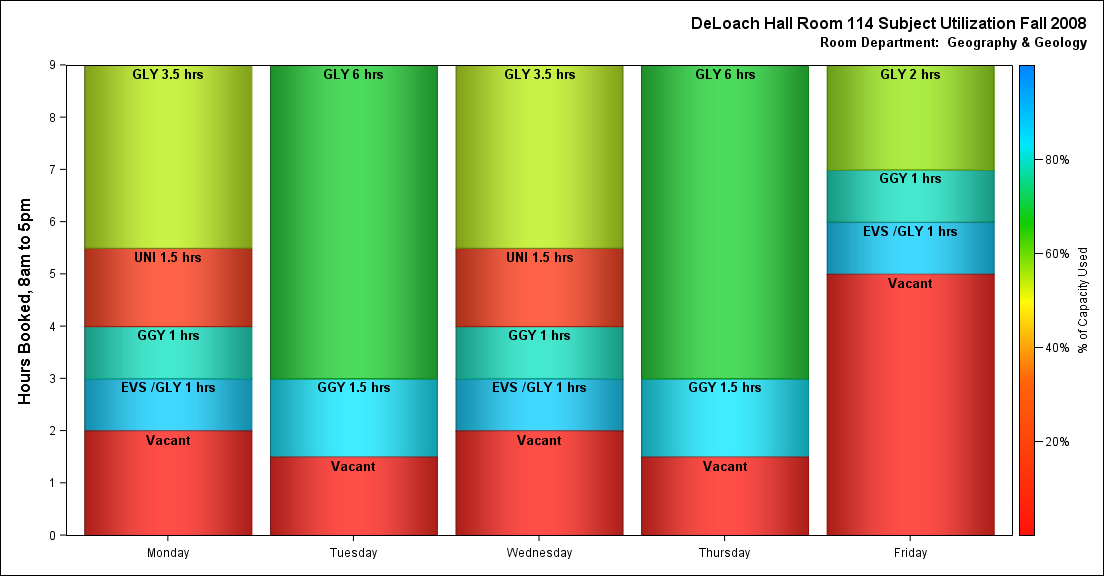 DeLoach Hall Room 114 Subject Utilization Fall 2008
Room Department:  Geography & Geology
Hours Booked, 8am to 5pm
9
8
7
6
5
4
3
2
1
0
GLY 3.5 hrs
UNI 1.5 hrs
GGY 1 hrs
EVS /GLY 1 hrs
Vacant
Monday
GLY 6 hrs
GGY 1.5 hrs
Vacant
Tuesday
GLY 3.5 hrs
UNI 1.5 hrs
GGY 1 hrs
EVS /GLY 1 hrs
Vacant
Wednesday
GLY 6 hrs
GGY 1.5 hrs
Vacant
Thursday
GLY 2 hrs
GGY 1 hrs
EVS /GLY 1 hrs
Vacant
Friday
80%
60%
40%
20%
% of Capacity Used